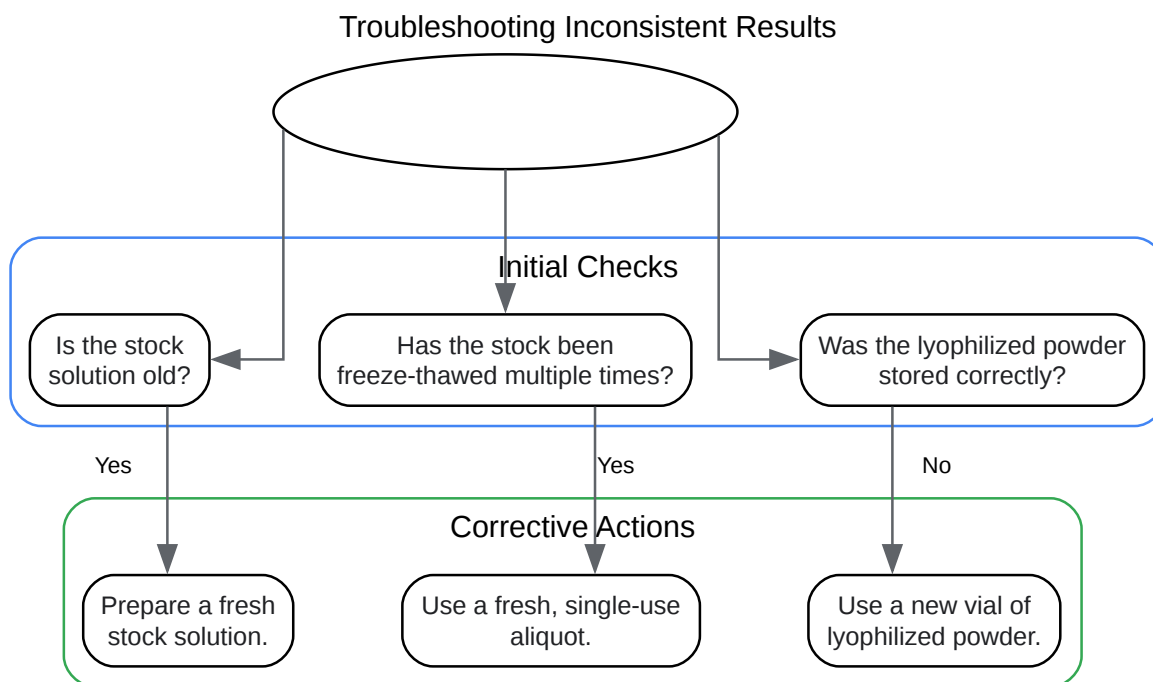 Troubleshooting Inconsistent Results
Initial Checks
Is the stock
solution old?
Has the stock been
freeze-thawed multiple times?
Was the lyophilized powder
stored correctly?
Yes
Yes
No
Corrective Actions
Prepare a fresh
stock solution.
Use a fresh, single-use
aliquot.
Use a new vial of
lyophilized powder.